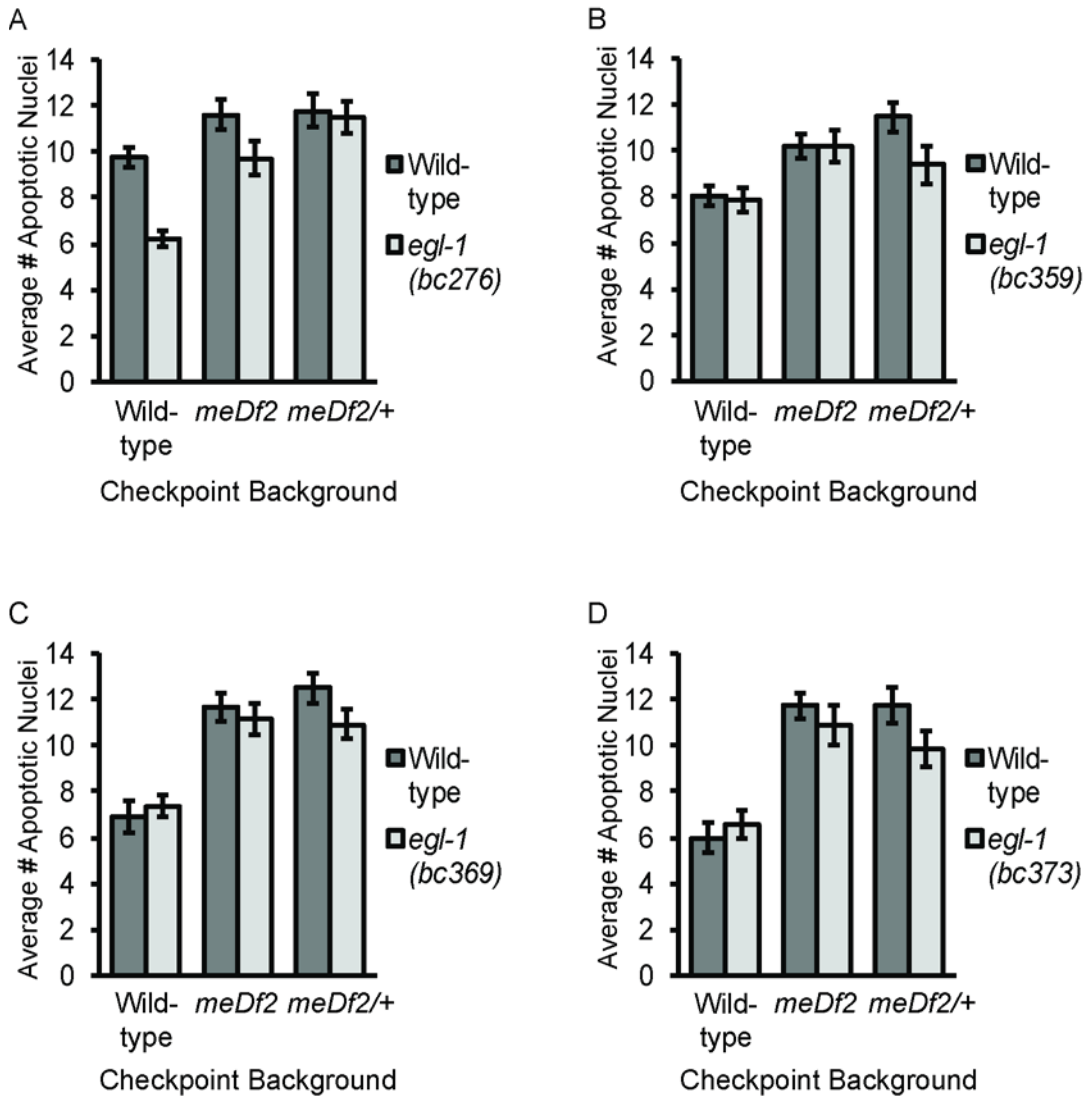 A
Average # Apoptotic Nuclei
14
12
10
8
6
4
2
0
Wild-
type
meDf2
meDf2/+
Checkpoint Background
Wild-
type
egl-1
(bc276)
B
Average # Apoptotic Nuclei
14
12
10
8
6
4
2
0
Wild-
type
meDf2
meDf2/+
Checkpoint Background
Wild-
type
egl-1
(bc359)
C
Average # Apoptotic Nuclei
14
12
10
8
6
4
2
0
Wild-
type
meDf2
meDf2/+
Checkpoint Background
Wild-
type
egl-1
(bc369)
D
Average # Apoptotic Nuclei
14
12
10
8
6
4
2
0
Wild-
type
meDf2
meDf2/+
Checkpoint Background
Wild-
type
egl-1
(bc373)